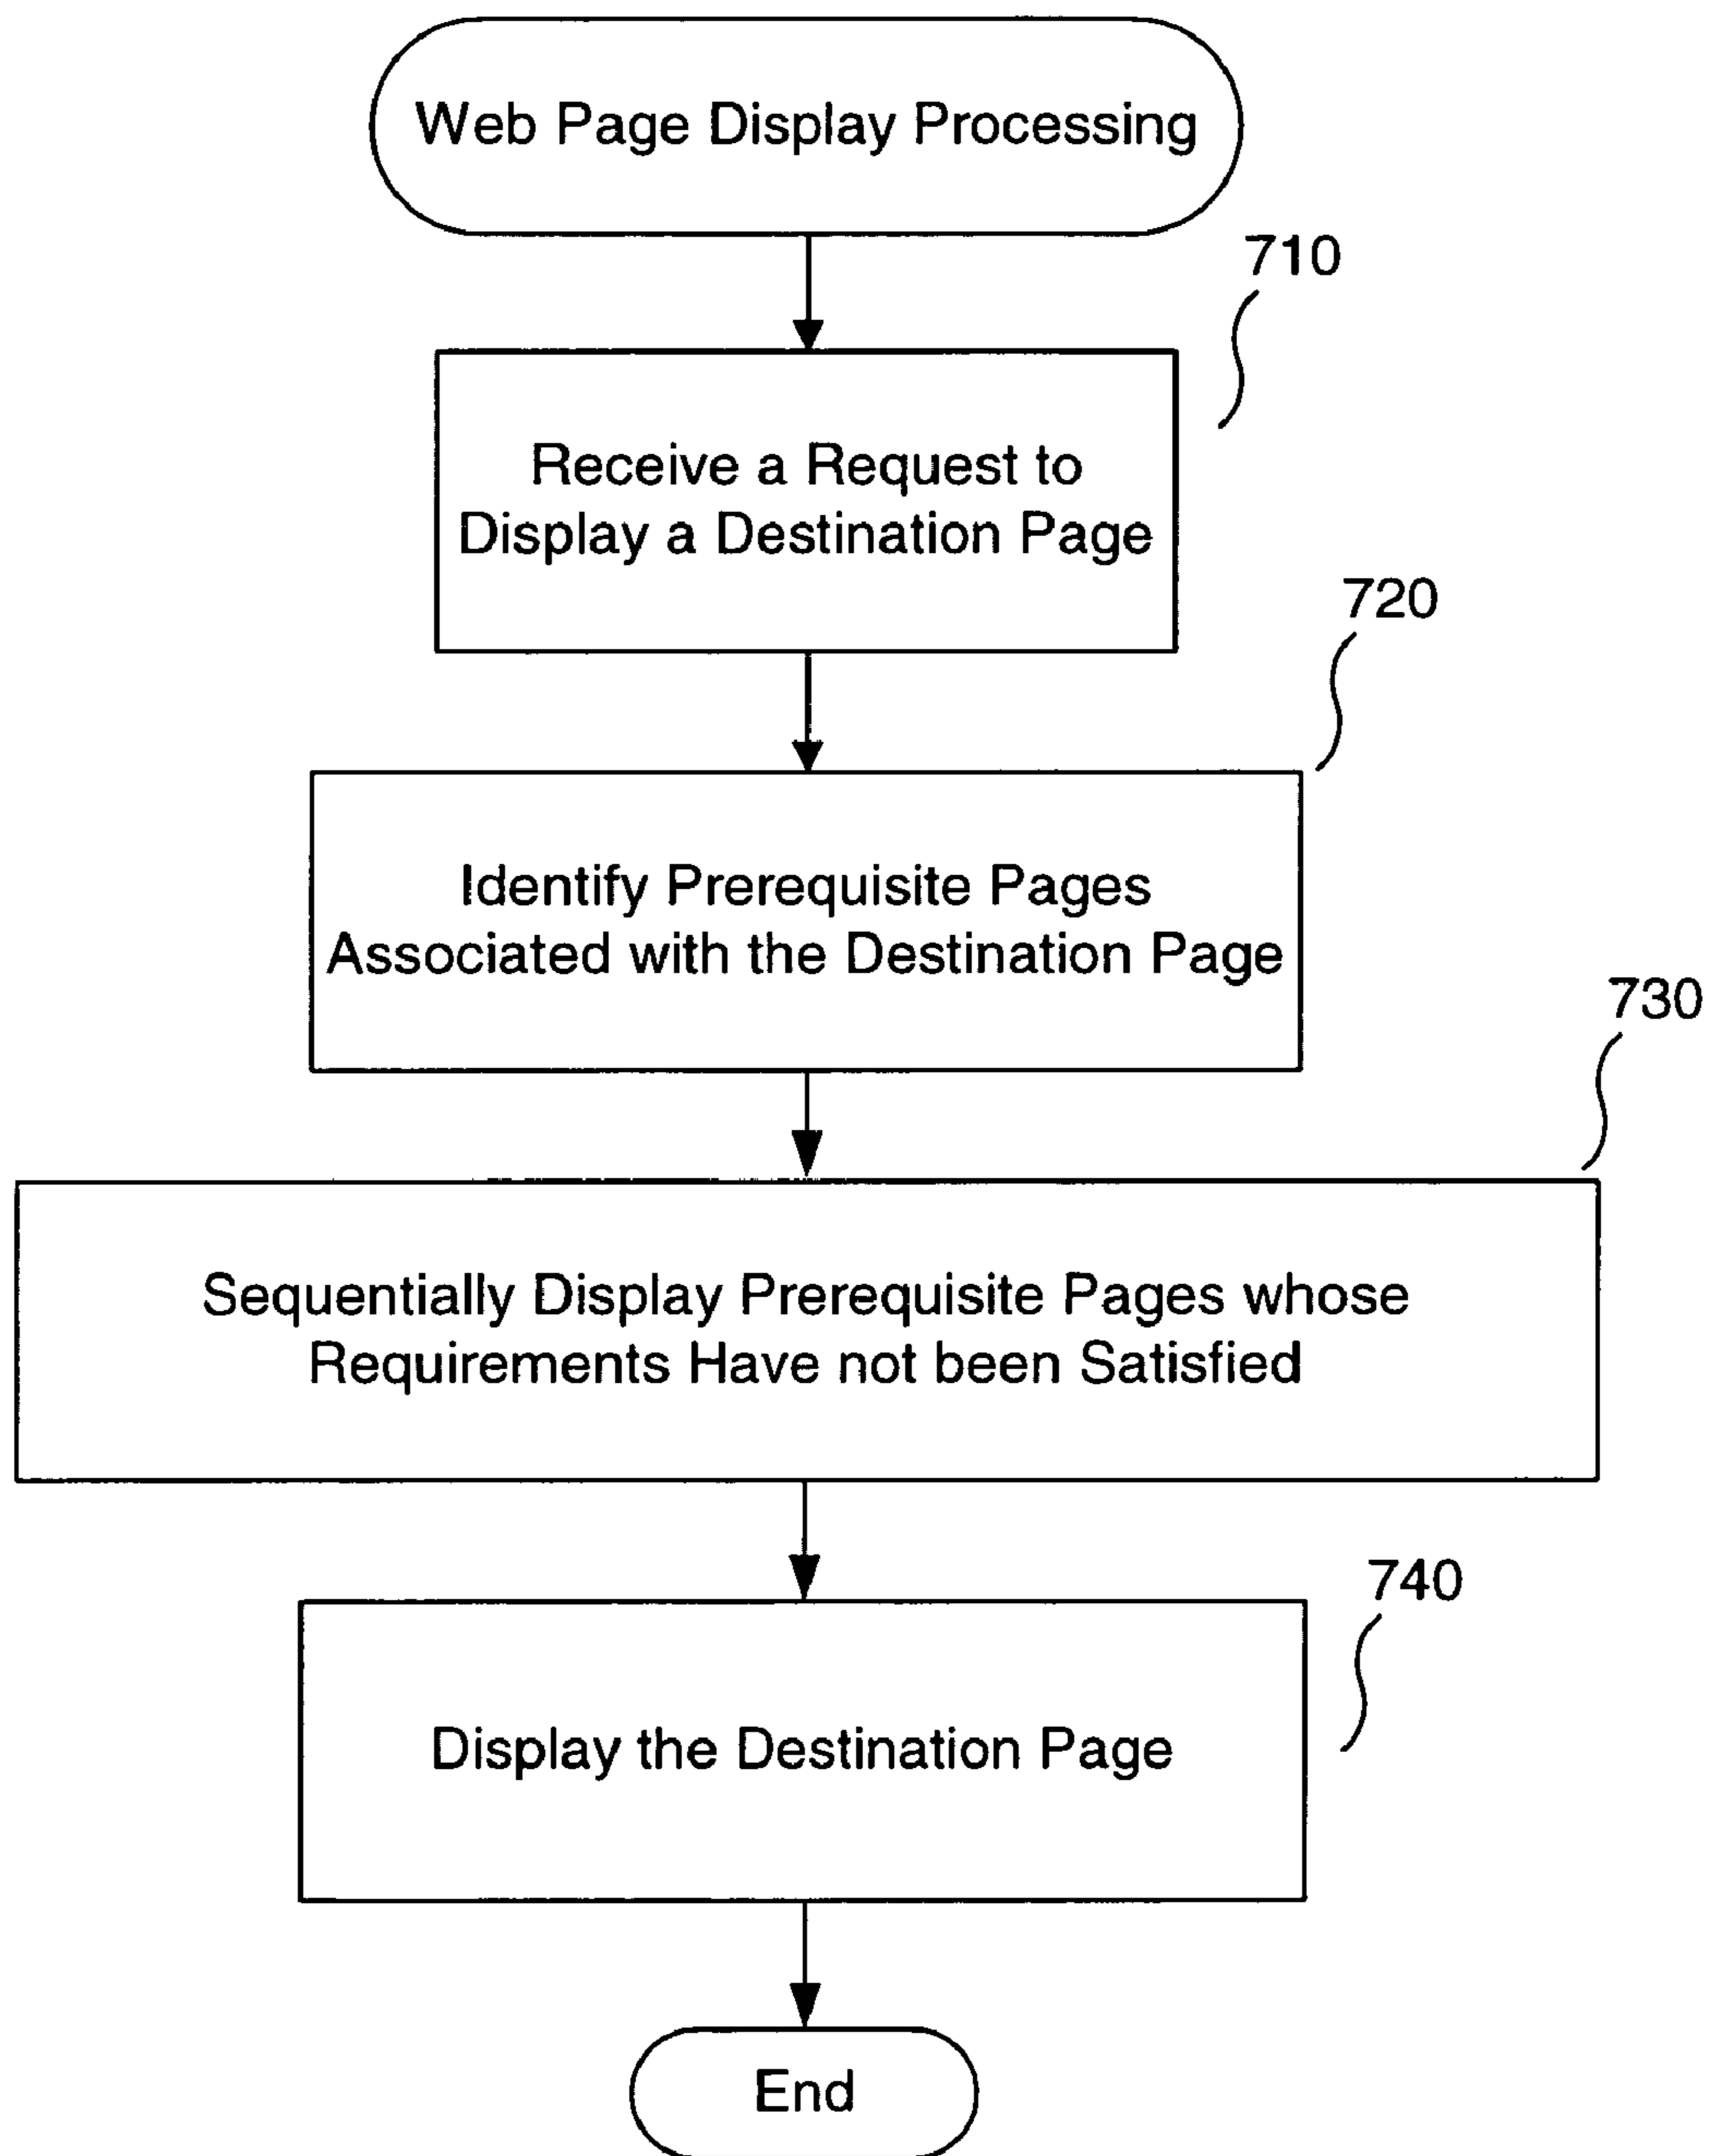 Web Page Display Processing
710
Receive a Request to
Display a Destination Page
720
Identify Prerequisite Pages
Associated with the Destination Page
730
Sequentially Display Prerequisite Pages whose
Requirements Have not been Satisfied
740
Display the Destination Page
End